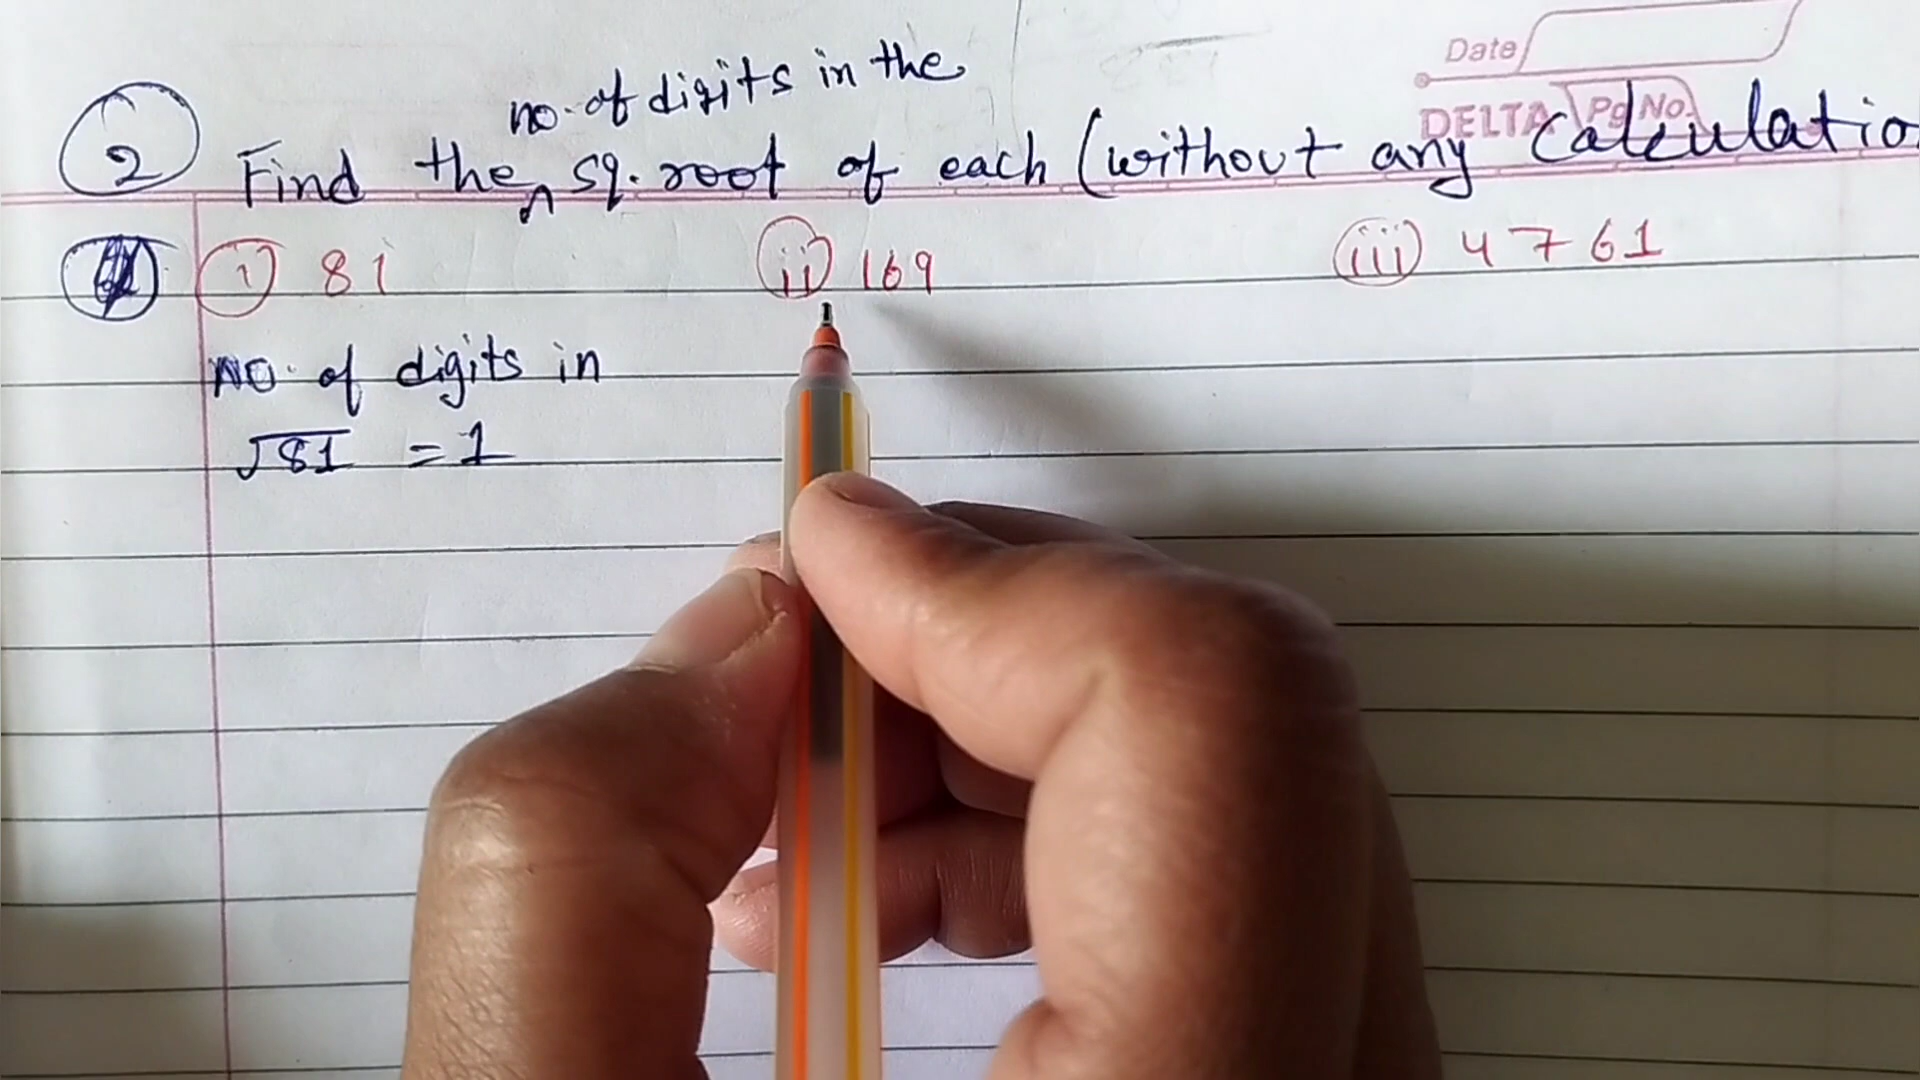 Date
DELTA Pg No.
no. of digits in the
2 Find the sq. root of each (without any calculatio
i) 81 ii) 169 iii) 4761
NO. of digits in
√81 = 1